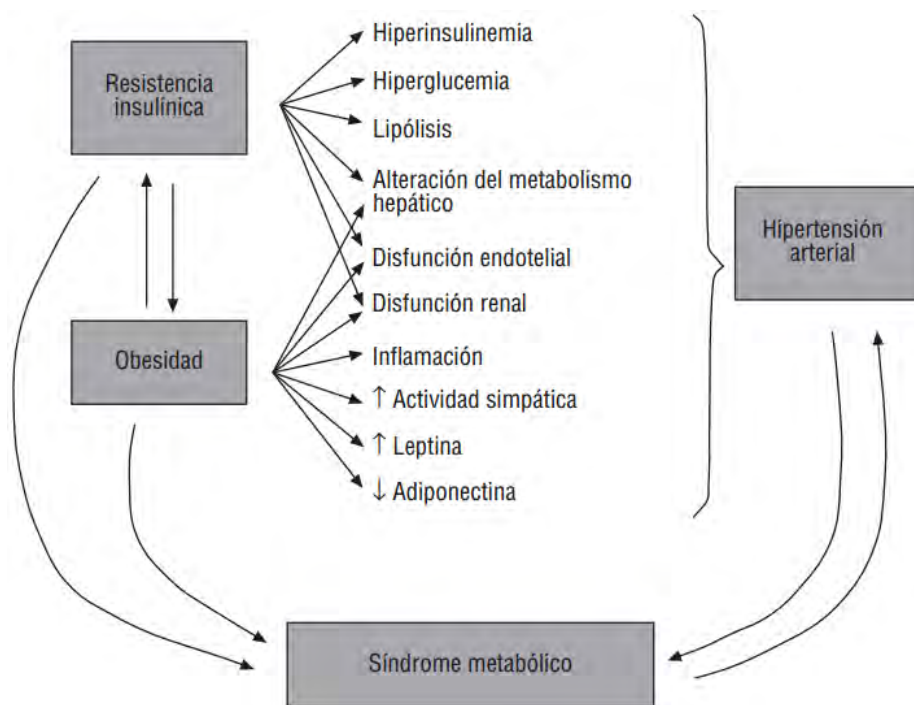 Resistencia
insulínica
Obesidad
Hiperinsulinemia
Hiperglucemia
Lipólisis
Alteración del metabolismo
hepático
Disfunción endotelial
Disfunción renal
Inflamación
↑ Actividad simpática
↑ Leptina
↓ Adiponectina
Hipertensión
arterial
Síndrome metabólico